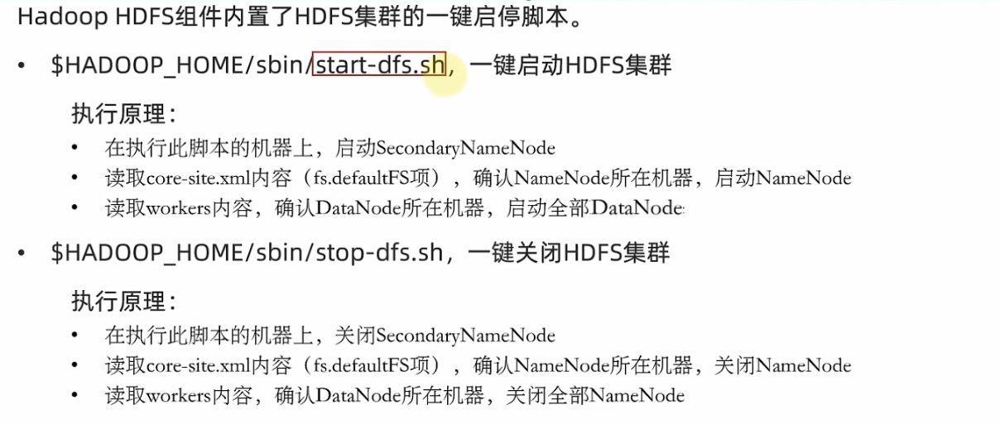 Hadoop HDFS组件内置了HDFS集群的一键启停脚本。
• $HADOOP_HOME/sbin/start-dfs.sh，一键启动HDFS集群
执行原理：
• 在执行此脚本的机器上，启动SecondaryNameNode
• 读取core-site.xml内容（fs.defaultFS项），确认NameNode所在机器，启动NameNode
• 读取workers内容，确认DataNode所在机器，启动全部DataNode
• $HADOOP_HOME/sbin/stop-dfs.sh，一键关闭HDFS集群
执行原理：
• 在执行此脚本的机器上，关闭SecondaryNameNode
• 读取core-site.xml内容（fs.defaultFS项），确认NameNode所在机器，关闭NameNode
• 读取workers内容，确认DataNode所在机器，关闭全部NameNode